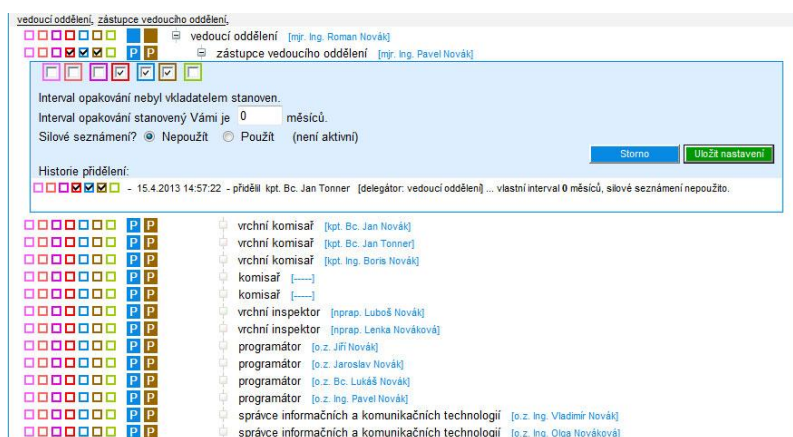 vedoucí oddělení, zástupce vedoucího oddělení,
vedoucí oddělení [mjr. Ing. Roman Novák]
P P zástupce vedoucího oddělení [mjr. Ing. Pavel Novák]
Interval opakování nebyl vkladatelem stanoven.
Interval opakování stanovený Vámi je 0 měsíců.
Silové seznámení? Nepoužít Použít (není aktivní)
Storno Uložit nastavení
Historie přidělení:
- 15.4.2013 14:57:22 - přidělil kpt. Bc. Jan Tonner [delegátor: vedoucí oddělení] ... vlastní interval 0 měsíců, silové seznámení nepoužito.
P P vrchní komisař [kpt. Bc. Jan Novák]
P P vrchní komisař [kpt. Bc. Jan Tonner]
P P vrchní komisař [kpt. Ing. Boris Novák]
P P komisař [-----]
P P komisař [-----]
P P vrchní inspektor [nprap. Luboš Novák]
P P vrchní inspektor [nprap. Lenka Nováková]
P P programátor [o.z. Jiří Novák]
P P programátor [o.z. Jaroslav Novák]
P P programátor [o.z. Bc. Lukáš Novák]
P P programátor [o.z. Ing. Pavel Novák]
P P správce informačních a komunikačních technologií [o.z. Ing. Vladimír Novák]
P P správce informačních a komunikačních technologií [o.z. Ing. Olga Nováková]